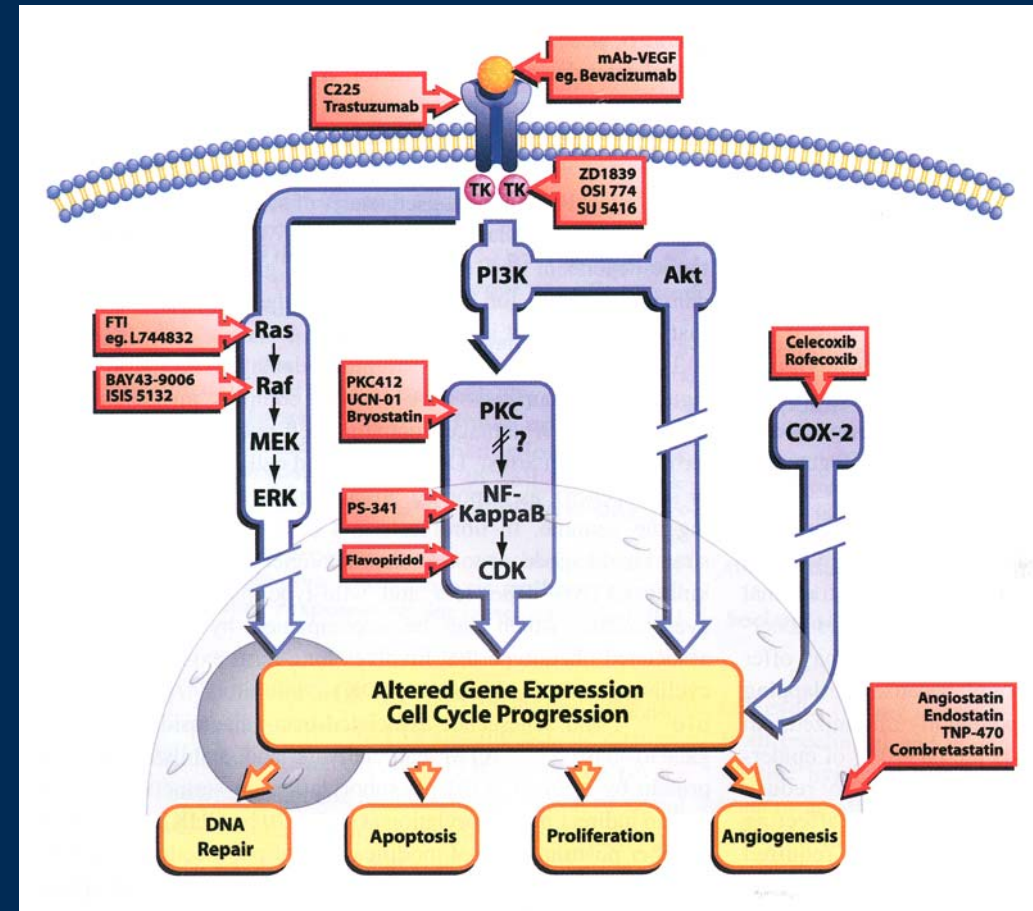 mAb-VEGF
eg. Bevacizumab
C225
Trastuzumab
TK
TK
ZD1839
OSI 774
SU 5416
PI3K
Akt
FTI
eg. L744832
BAY43-9006
ISIS 5132
Ras
Raf
MEK
ERK
PKC412
UCN-01
Bryostatin
PKC
?
PS-341
NF-
KappaB
Flavopiridol
CDK
Celecoxib
Rofecoxib
COX-2
Altered Gene Expression
Cell Cycle Progression
Angiostatin
Endostatin
TNP-470
Combretastatin
DNA
Repair
Apoptosis
Proliferation
Angiogenesis